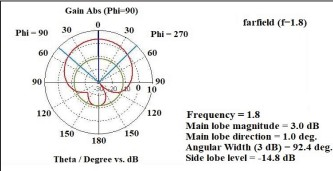 Gain Abs (Phi=90)
farfield (f=1.8)
Phi = 90
30
30
Phi = 270
60
60
90
0
10
90
120
120
150
150
180
Theta / Degree vs. dB
Frequency = 1.8
Main lobe magnitude = 3.0 dB
Main lobe direction = 1.0 deg.
Angular Width (3 dB) = 92.4 deg.
Side lobe level = -14.8 dB